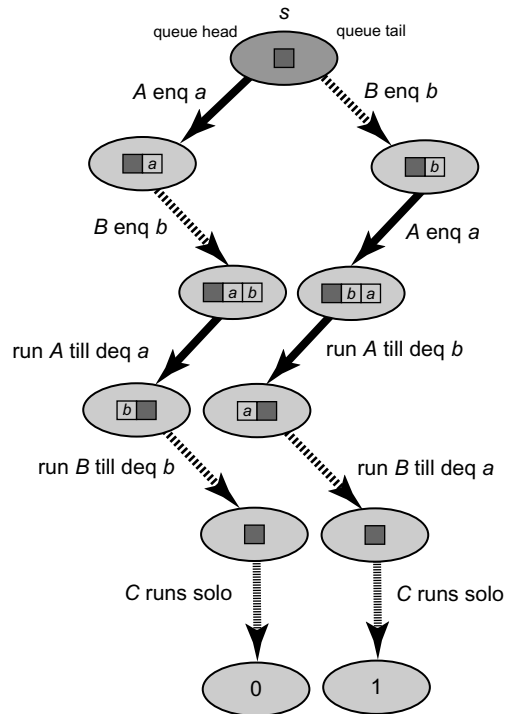 s
queue head
queue tail
A enq a
B enq b
a
b
B enq b
A enq a
a b
b a
run A till deq a
run A till deq b
b
a
run B till deq b
run B till deq a
C runs solo
C runs solo
0
1